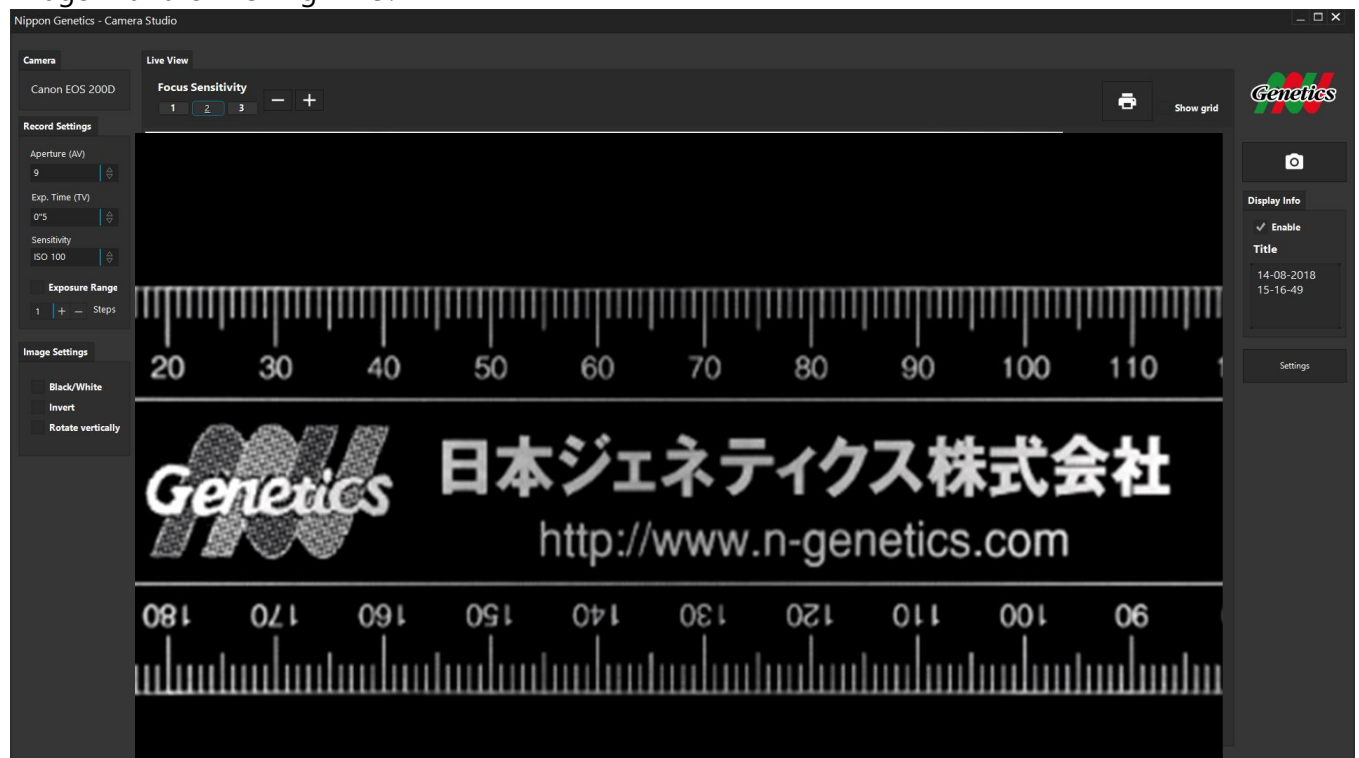 Nippon Genetics - Camera Studio
Camera
Canon EOS 200D
Record Settings
Aperture (AV)
9
Exp. Time (TV)
0"5
Sensitivity
ISO 100
Exposure Range
1 + − Steps
Image Settings
Black/White
Invert
Rotate vertically
Live View
Focus Sensitivity
1 2 3 − +
Show grid
20 30 40 50 60 70 80 90 100 110 1
Genetics
日本ジェネティクス株式会社
http://www.n-genetics.com
180 170 160 150 140 130 120 110 100 90
Genetics
Display Info
Enable
Title
14-08-2018
15-16-49
Settings